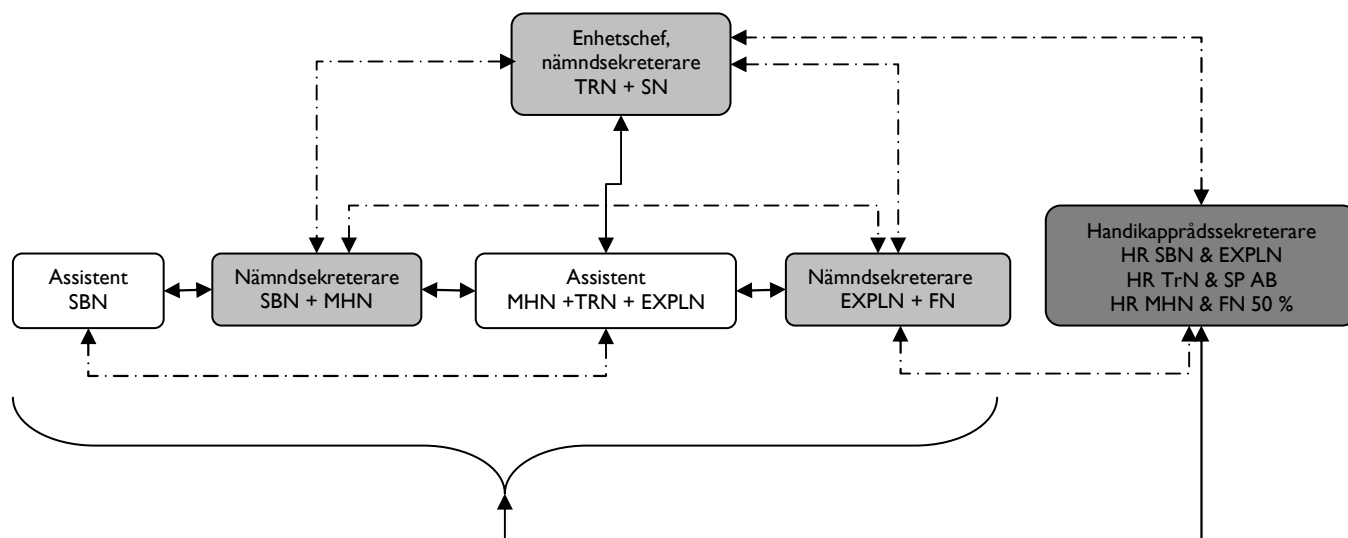 Enhetschef,
nämndsekreterare
TRN + SN
Assistent
SBN
Nämndsekreterare
SBN + MHN
Assistent
MHN +TRN + EXPLN
Nämndsekreterare
EXPLN + FN
Handikapprådssekreterare
HR SBN & EXPLN
HR TrN & SP AB
HR MHN & FN 50 %